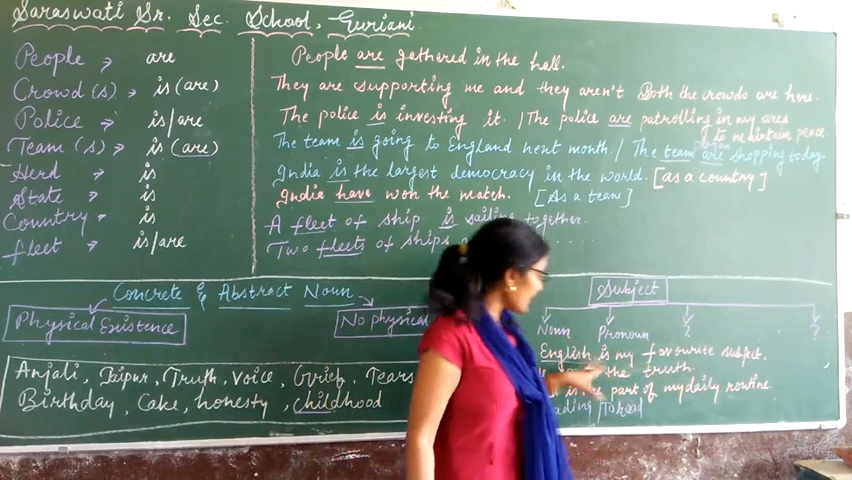 Saraswati Sr. Sec. School, Guriani.
People → are
Crowd (s) → is (are)
Police → is/are
Team (s) → is (are)
Herd → is
State → is
Country → is
fleet → is/are
People are gathered in the hall.
They are supporting me and they aren't Both the crowds are here.
The police is investing it. / The police are patrolling in my area
to maintain peace.
The team is going to England next month. / The team are shopping today
India is the largest democracy in the world. [as a country]
India have won the match. [As a team]
A fleet of ship is sailing together.
Two fleets of ships
Concrete & Abstract Noun
Physical Existence
No physical
Anjali, Jaipur, Truth, voice, Grief, Tears
Birthday, Cake, honesty, childhood
Subject
Noun Pronoun ? ?
English is my favourite subject.
the truth.
is part of my daily routine
/To read